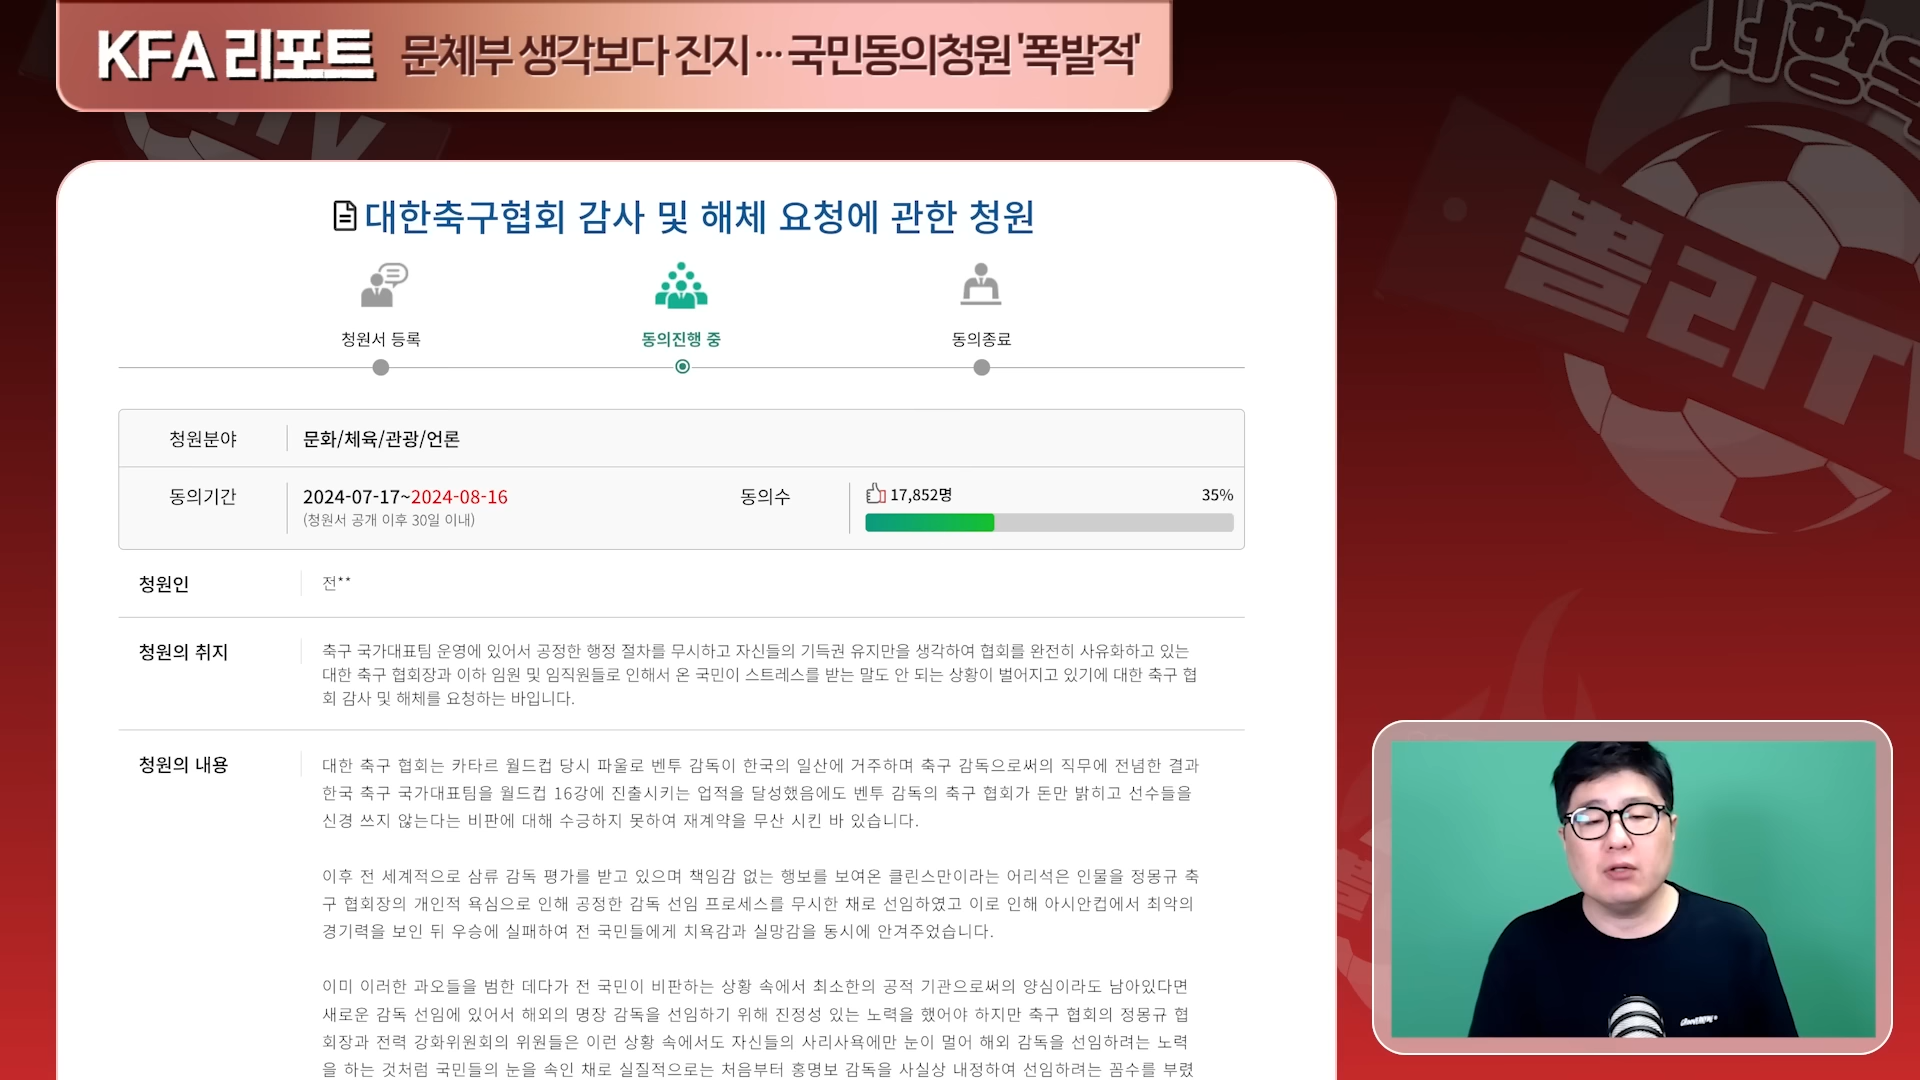 KFA 리포트 문체부 생각보다 진지… 국민동의청원 '폭발적'
서형욱
뽈리TV
대한축구협회 감사 및 해체 요청에 관한 청원
청원서 등록
동의진행 중
동의종료
청원분야 문화/체육/관광/언론
동의기간 2024-07-17~2024-08-16 동의수 17,852명 35%
(청원서 공개 이후 30일 이내)
청원인 전**
청원의 취지 축구 국가대표팀 운영에 있어서 공정한 행정 절차를 무시하고 자신들의 기득권 유지만을 생각하여 협회를 완전히 사유화하고 있는
대한 축구 협회장과 이하 임원 및 임직원들로 인해서 온 국민이 스트레스를 받는 말도 안 되는 상황이 벌어지고 있기에 대한 축구 협
회 감사 및 해체를 요청하는 바입니다.
청원의 내용 대한 축구 협회는 카타르 월드컵 당시 파울로 벤투 감독이 한국의 일산에 거주하며 축구 감독으로써의 직무에 전념한 결과
한국 축구 국가대표팀을 월드컵 16강에 진출시키는 업적을 달성했음에도 벤투 감독의 축구 협회가 돈만 밝히고 선수들을
신경 쓰지 않는다는 비판에 대해 수긍하지 못하여 재계약을 무산 시킨 바 있습니다.
이후 전 세계적으로 삼류 감독 평가를 받고 있으며 책임감 없는 행보를 보여온 클린스만이라는 어리석은 인물을 정몽규 축
구 협회장의 개인적 욕심으로 인해 공정한 감독 선임 프로세스를 무시한 채로 선임하였고 이로 인해 아시안컵에서 최악의
경기력을 보인 뒤 우승에 실패하여 전 국민들에게 치욕감과 실망감을 동시에 안겨주었습니다.
이미 이러한 과오들을 범한 데다가 전 국민이 비판하는 상황 속에서 최소한의 공적 기관으로써의 양심이라도 남아있다면
새로운 감독 선임에 있어서 해외의 명장 감독을 선임하기 위해 진정성 있는 노력을 했어야 하지만 축구 협회의 정몽규 협
회장과 전력 강화위원회의 위원들은 이런 상황 속에서도 자신들의 사리사욕에만 눈이 멀어 해외 감독을 선임하려는 노력
을 하는 것처럼 국민들의 눈을 속인 채로 실질적으로는 처음부터 홍명보 감독을 사실상 내정하여 선임하려는 꼼수를 부렸